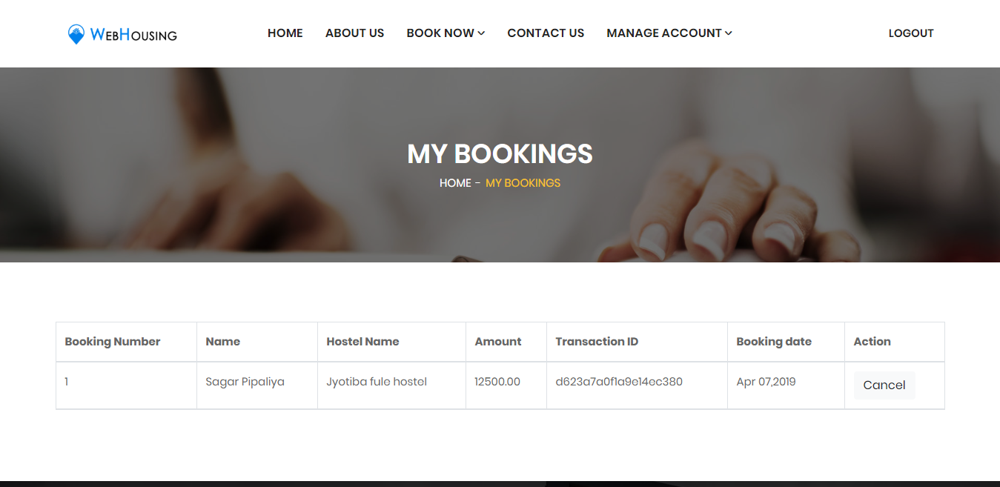 WebHousing HOME ABOUT US BOOK NOW CONTACT US MANAGE ACCOUNT LOGOUT
MY BOOKINGS
HOME - MY BOOKINGS
Booking Number Name Hostel Name Amount Transaction ID Booking date Action
1 Sagar Pipaliya Jyotiba fule hostel 12500.00 d623a7a0f1a9e14ec380 Apr 07,2019 Cancel